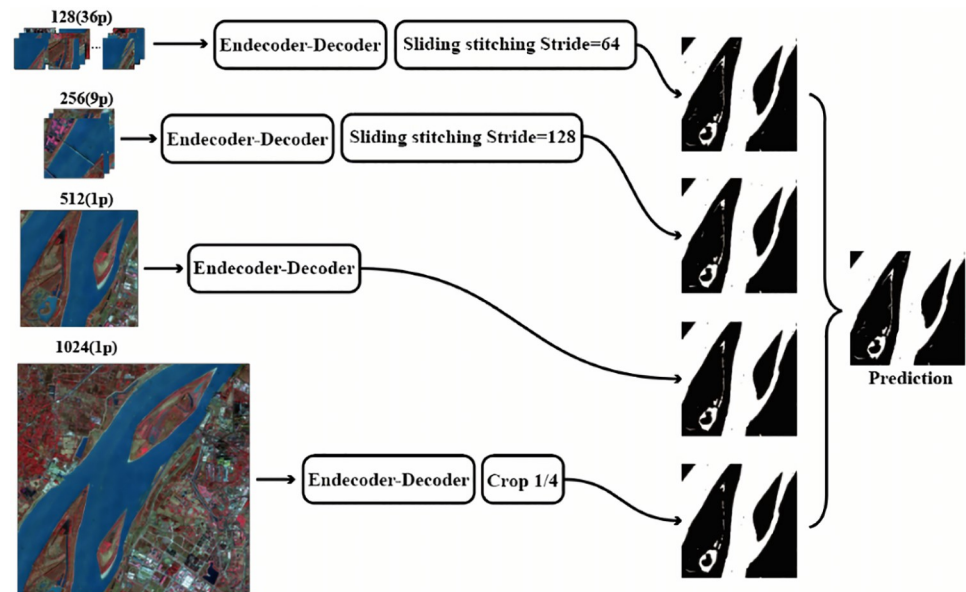 128(36p)
...
Endecoder-Decoder
Sliding stitching Stride=64
256(9p)
Endecoder-Decoder
Sliding stitching Stride=128
512(1p)
Endecoder-Decoder
1024(1p)
Endecoder-Decoder
Crop 1/4
Prediction